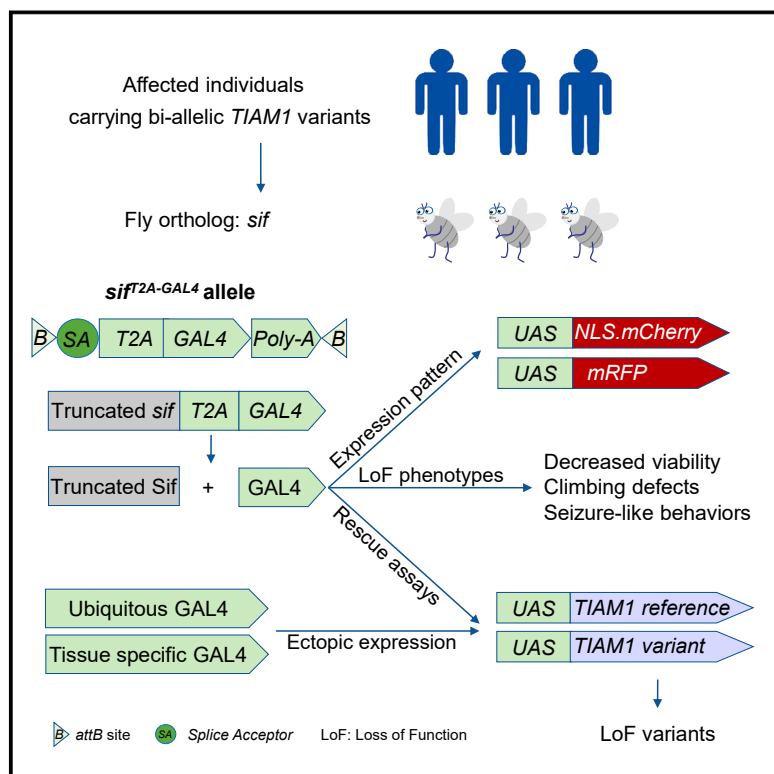 Affected individuals
carrying bi-allelic TIAM1 variants
Fly ortholog: sif
sifT2A-GAL4 allele
B SA T2A GAL4 Poly-A B
Truncated sif T2A GAL4
Truncated Sif + GAL4
Expression pattern
UAS NLS.mCherry
UAS mRFP
LoF phenotypes
Decreased viability
Climbing defects
Seizure-like behaviors
Rescue assays
Ubiquitous GAL4
Tissue specific GAL4
Ectopic expression
UAS TIAM1 reference
UAS TIAM1 variant
LoF variants
B attB site SA Splice Acceptor LoF: Loss of Function